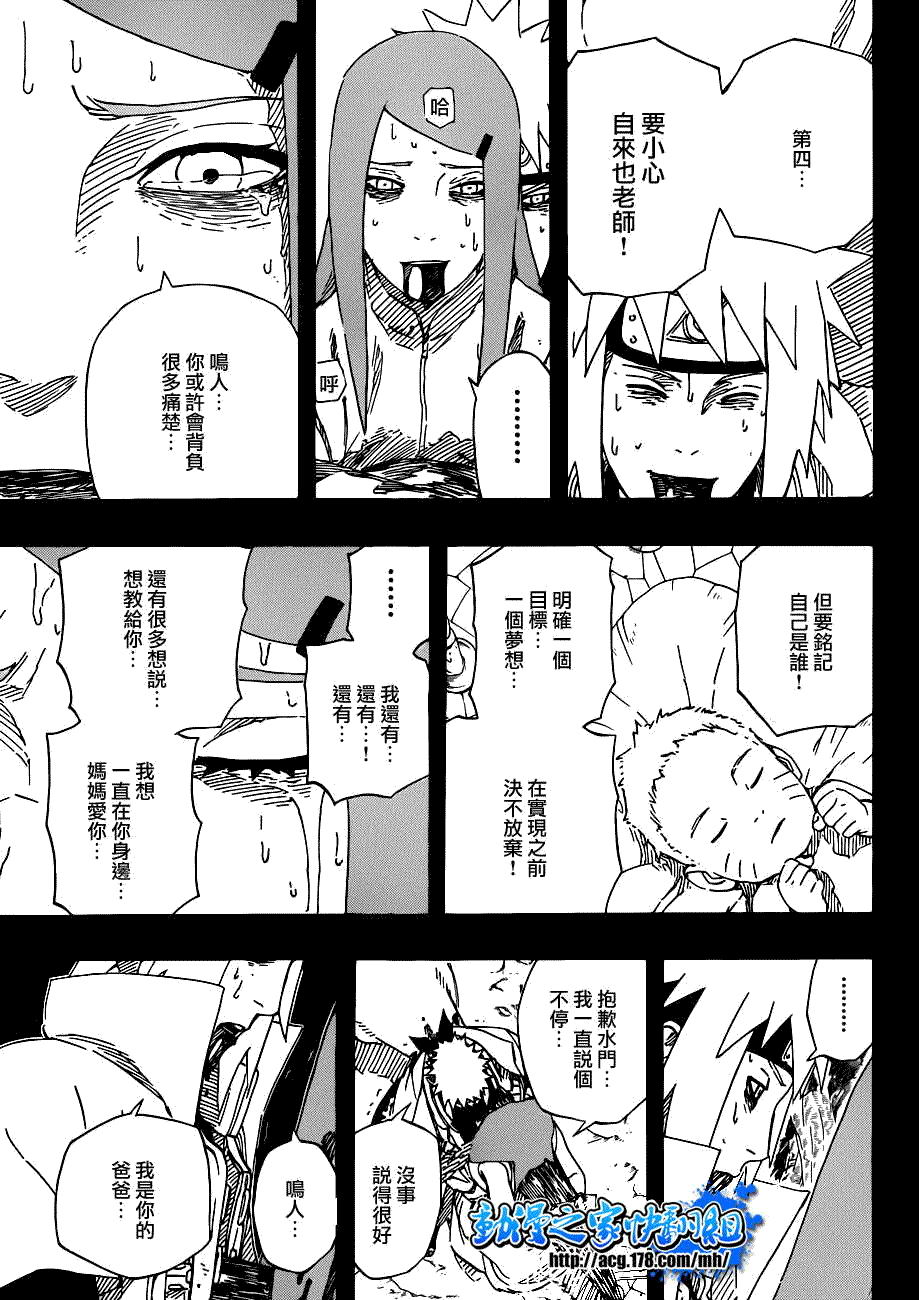 第四…
要小心
自來也老師！
………
哈
呼
鳴人…
你或許會背負
很多痛楚…
但要銘記
自己是誰！
明確一個
目標…
一個夢想…
在實現之前
決不放棄！
……
我還有…
還有…！
還有…
還有很多想說…
想教給你…
我想
一直在你身邊…
媽媽愛你…
………
抱歉水門…
我一直說個
不停…
沒事
說得很好
鳴人…
我是你的
爸爸…
動漫之家快翻組
http://acg.178.com/mh/